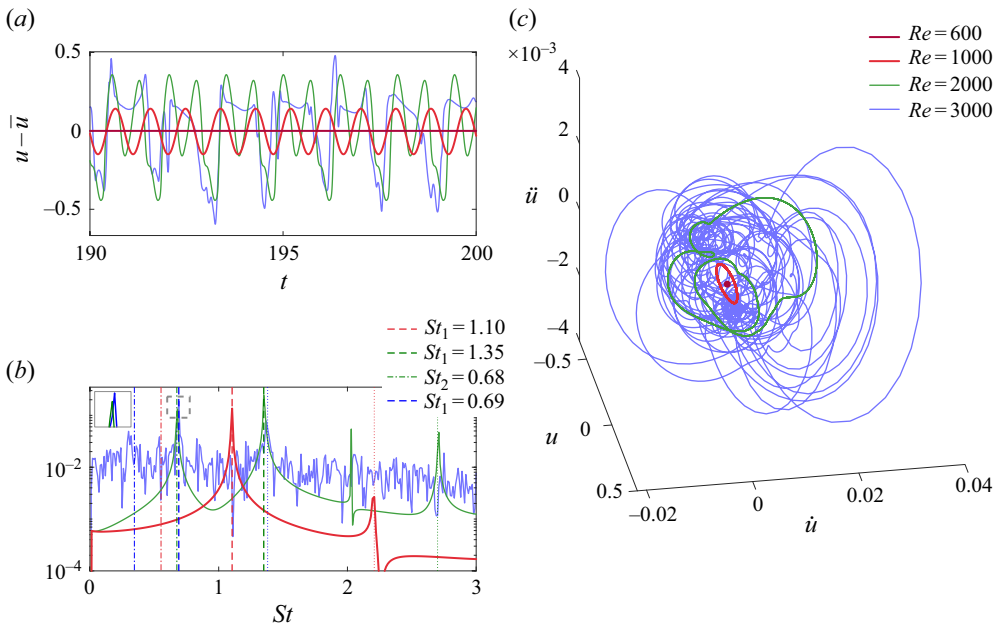 (a)
0.5
0
−0.5
u − u̅
190
195
200
t
(b)
St₁ = 1.10
St₁ = 1.35
St₂ = 0.68
St₁ = 0.69
10⁻²
10⁻⁴
0
1
2
3
St
(c)
×10⁻³
Re = 600
Re = 1000
Re = 2000
Re = 3000
4
2
0
−2
−4
ü
−0.5
0
0.5
u
−0.02
0
0.02
0.04
u̇